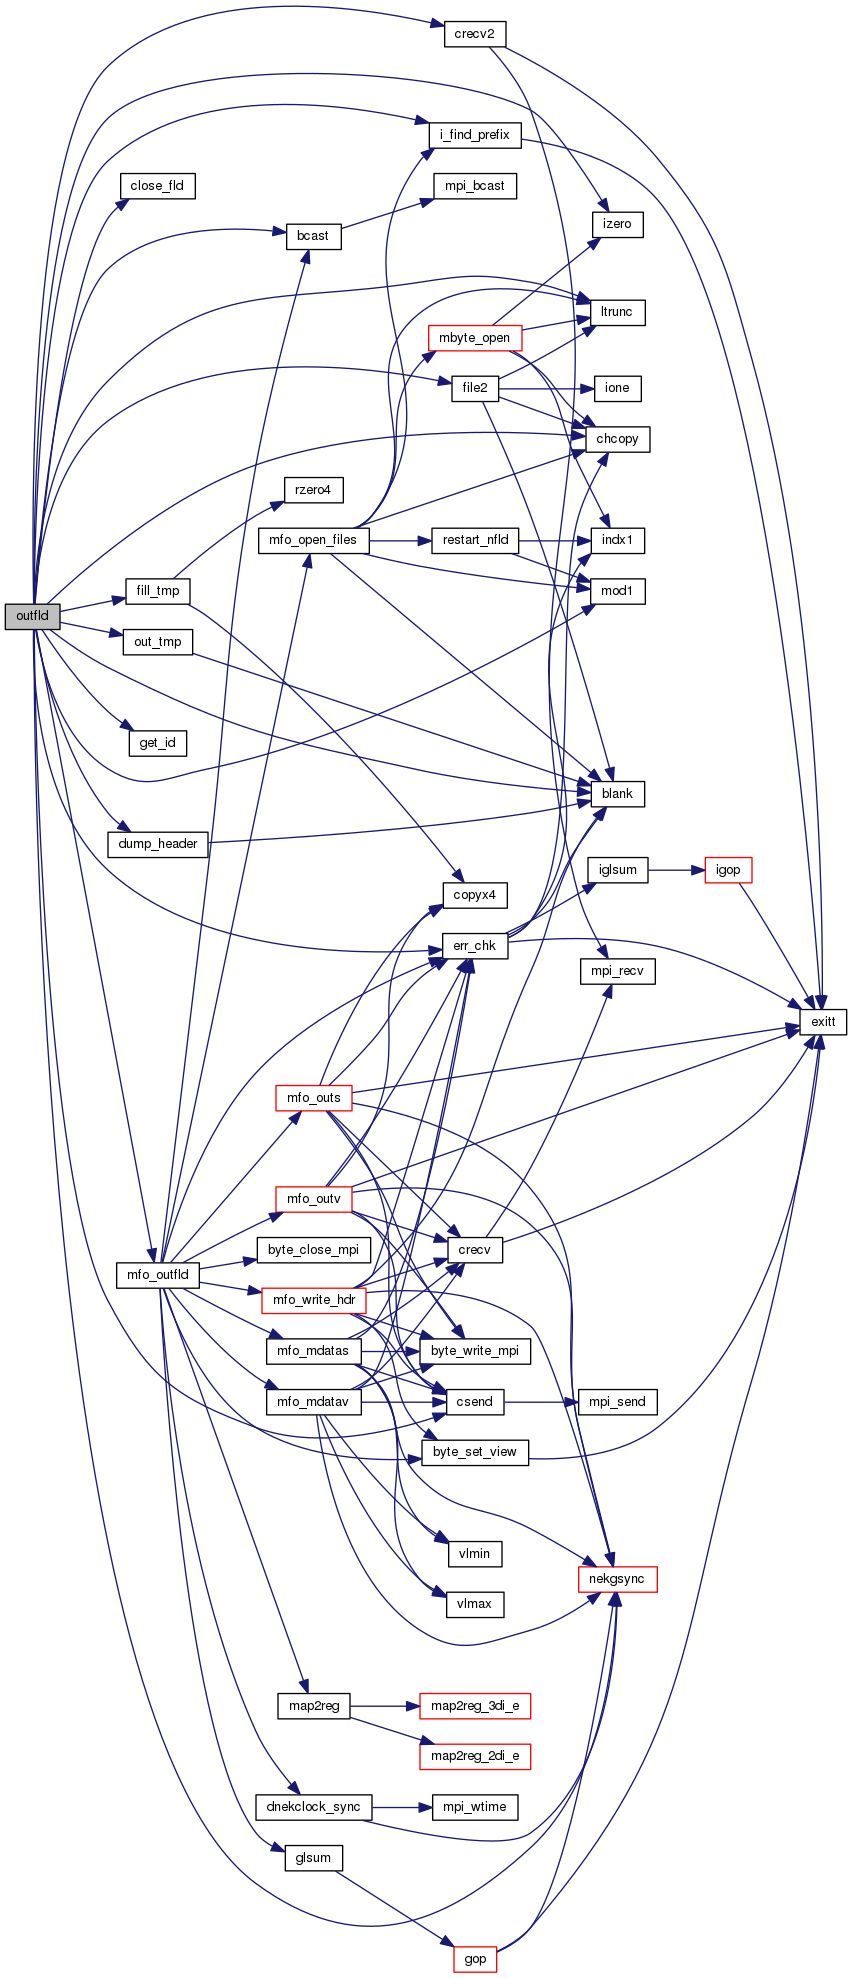 crecv2
i_find_prefix
close_fld
mpi_bcast
izero
bcast
ltrunc
mbyte_open
file2
ione
chcopy
rzero4
mfo_open_files
restart_nfld
indx1
fill_tmp
mod1
outfld
out_tmp
get_id
blank
dump_header
iglsum
igop
copyx4
err_chk
mpi_recv
exitt
mfo_outs
mfo_outv
crecv
byte_close_mpi
mfo_outfld
mfo_write_hdr
mfo_mdatas
byte_write_mpi
mfo_mdatav
csend
mpi_send
byte_set_view
vlmin
nekgsync
vlmax
map2reg
map2reg_3di_e
map2reg_2di_e
dnekclock_sync
mpi_wtime
glsum
gop